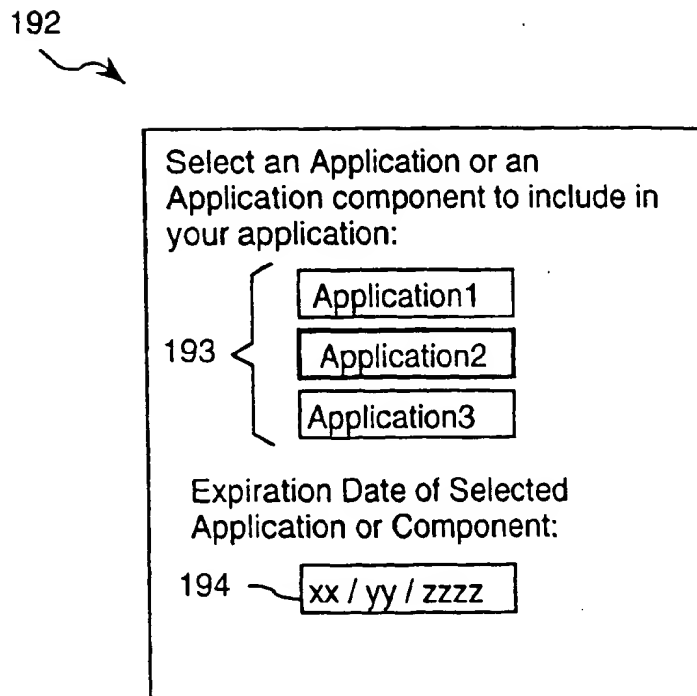 192
Select an Application or an
Application component to include in
your application:
Application1
193
Application2
Application3
Expiration Date of Selected
Application or Component:
194
xx / yy / zzzz